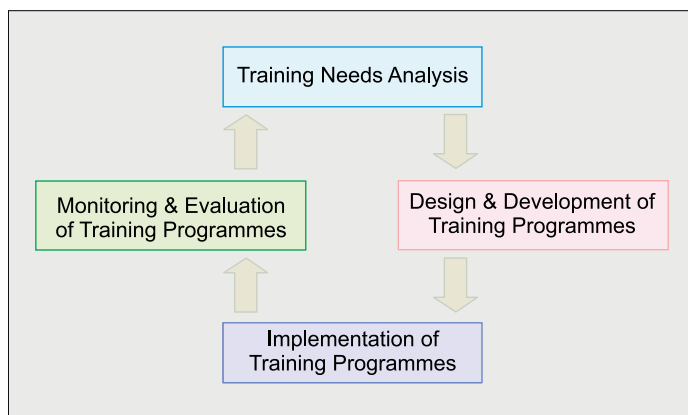 Training Needs Analysis
Design & Development of
Training Programmes
Implementation of
Training Programmes
Monitoring & Evaluation
of Training Programmes